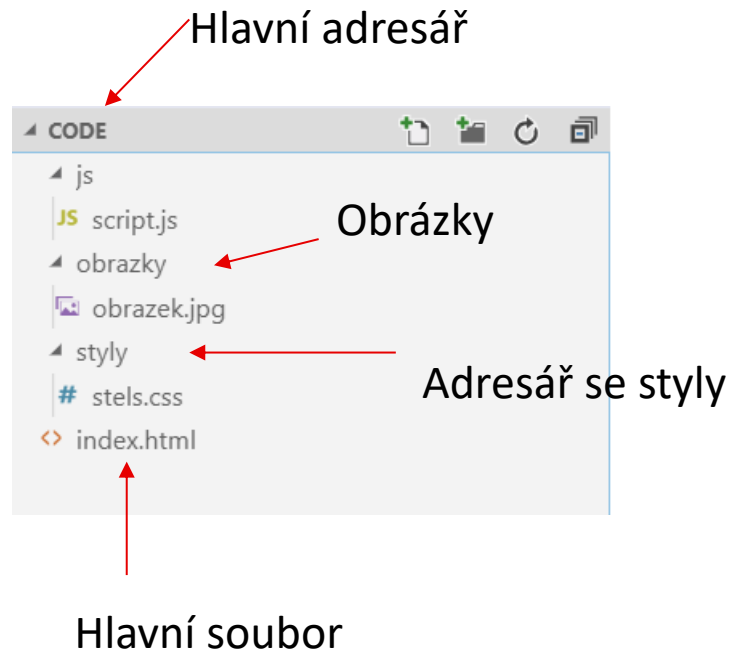 Hlavní adresář
CODE
js
JS script.js
Obrázky
obrazky
obrazek.jpg
styly
Adresář se styly
# stels.css
<> index.html
Hlavní soubor